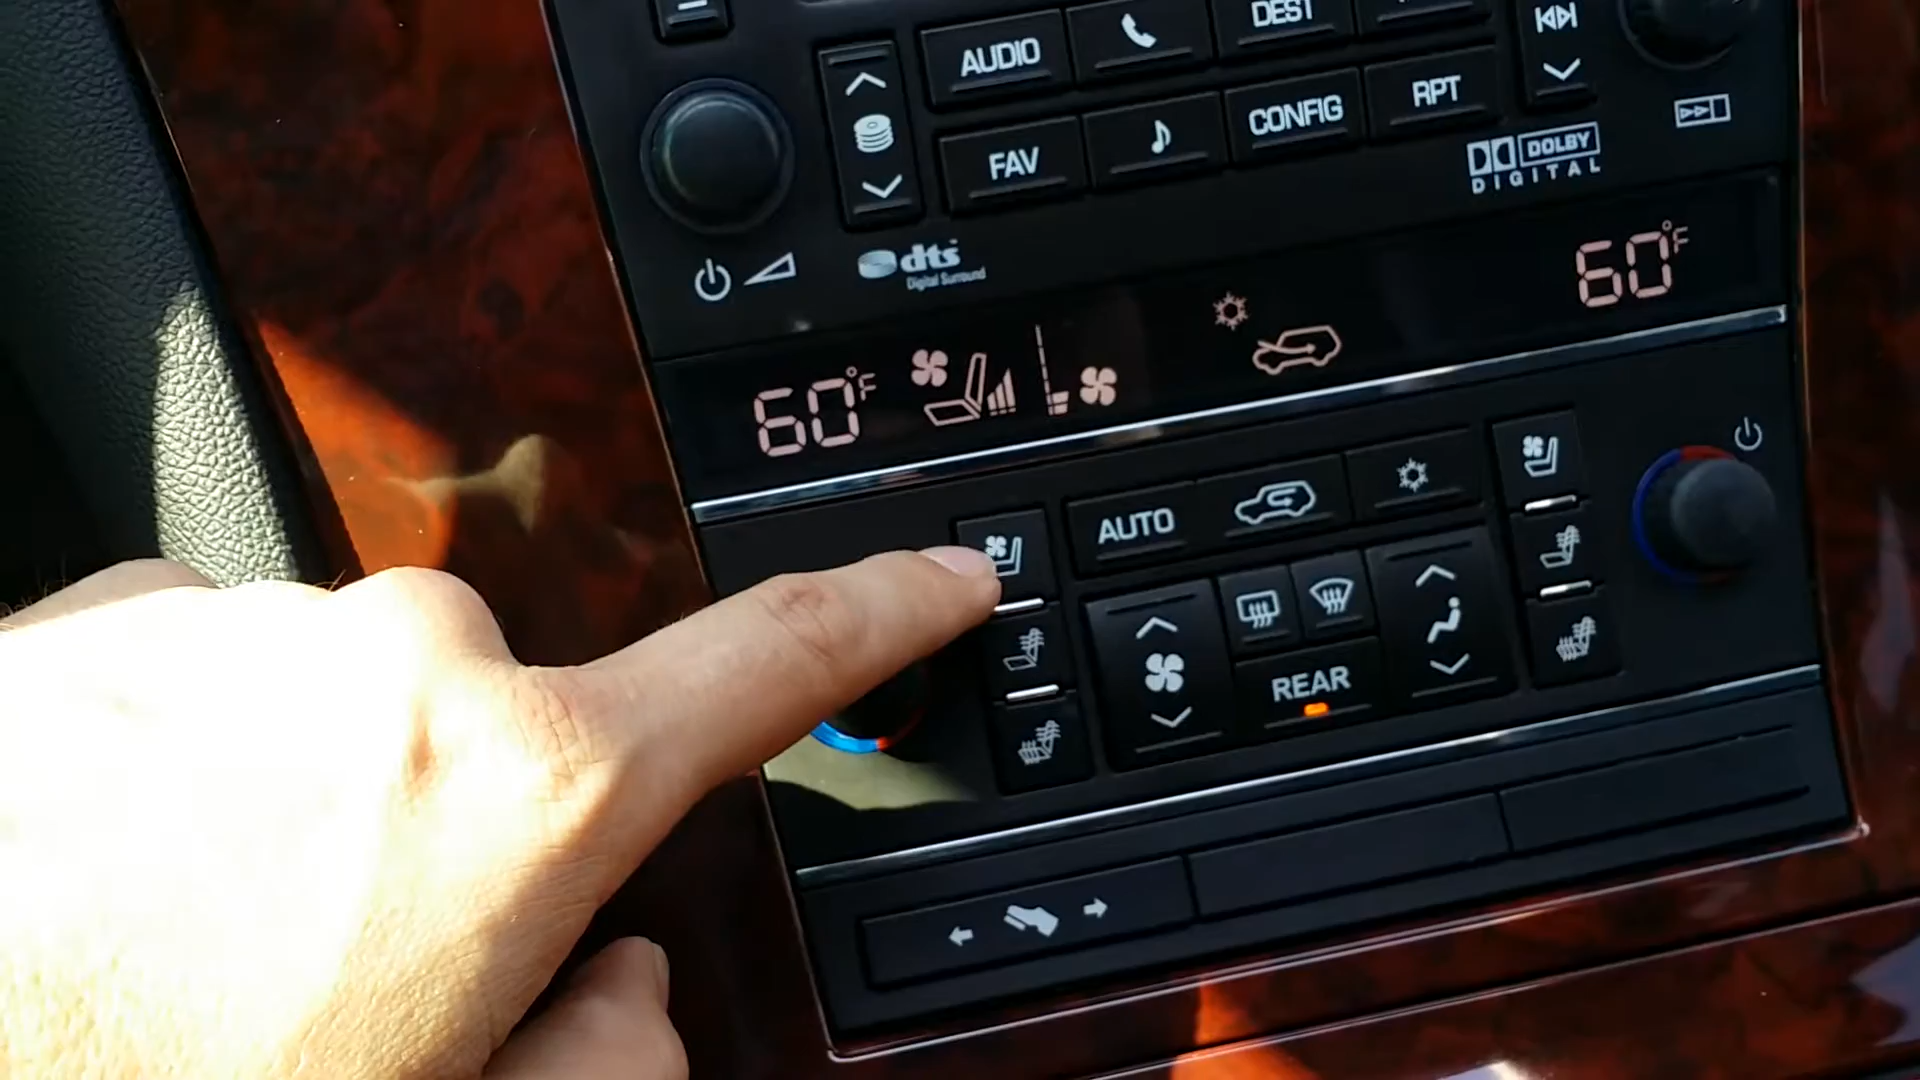 AUDIO
DEST
FAV
CONFIG
RPT
DOLBY
DIGITAL
dts
Digital Surround
60°F
60°F
AUTO
REAR